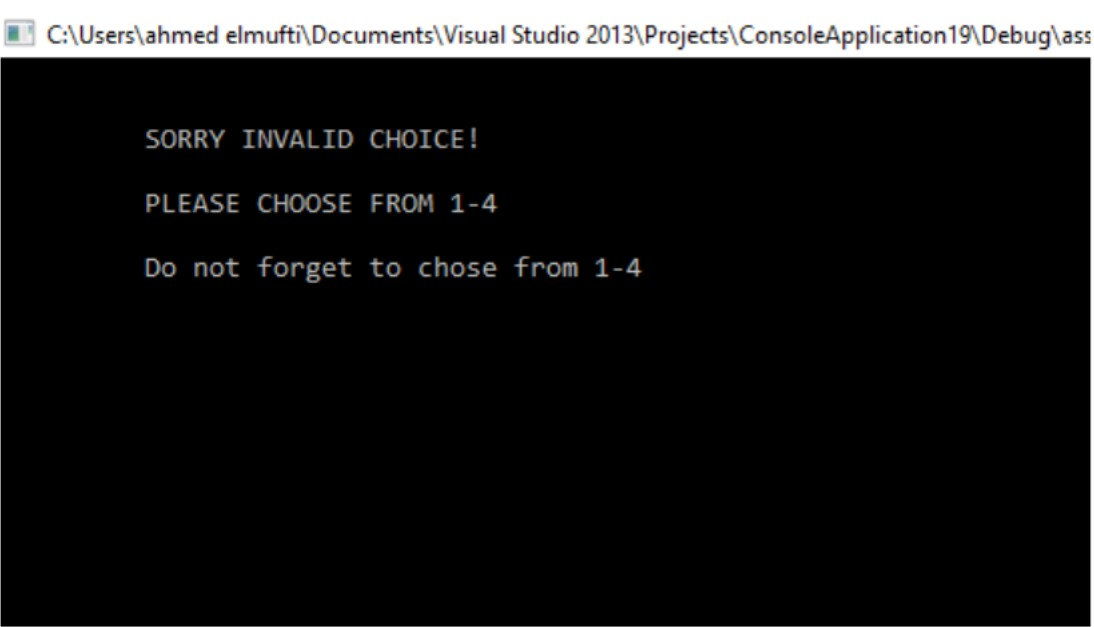 C:\Users\ahmed elmufti\Documents\Visual Studio 2013\Projects\ConsoleApplication19\Debug\ass
SORRY INVALID CHOICE!
PLEASE CHOOSE FROM 1-4
Do not forget to chose from 1-4